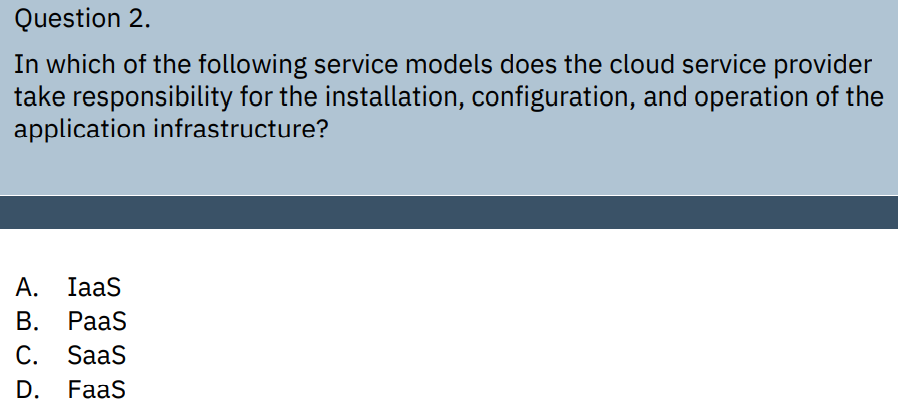 Question 2.
In which of the following service models does the cloud service provider
take responsibility for the installation, configuration, and operation of the
application infrastructure?
A. IaaS
B. PaaS
C. SaaS
D. FaaS